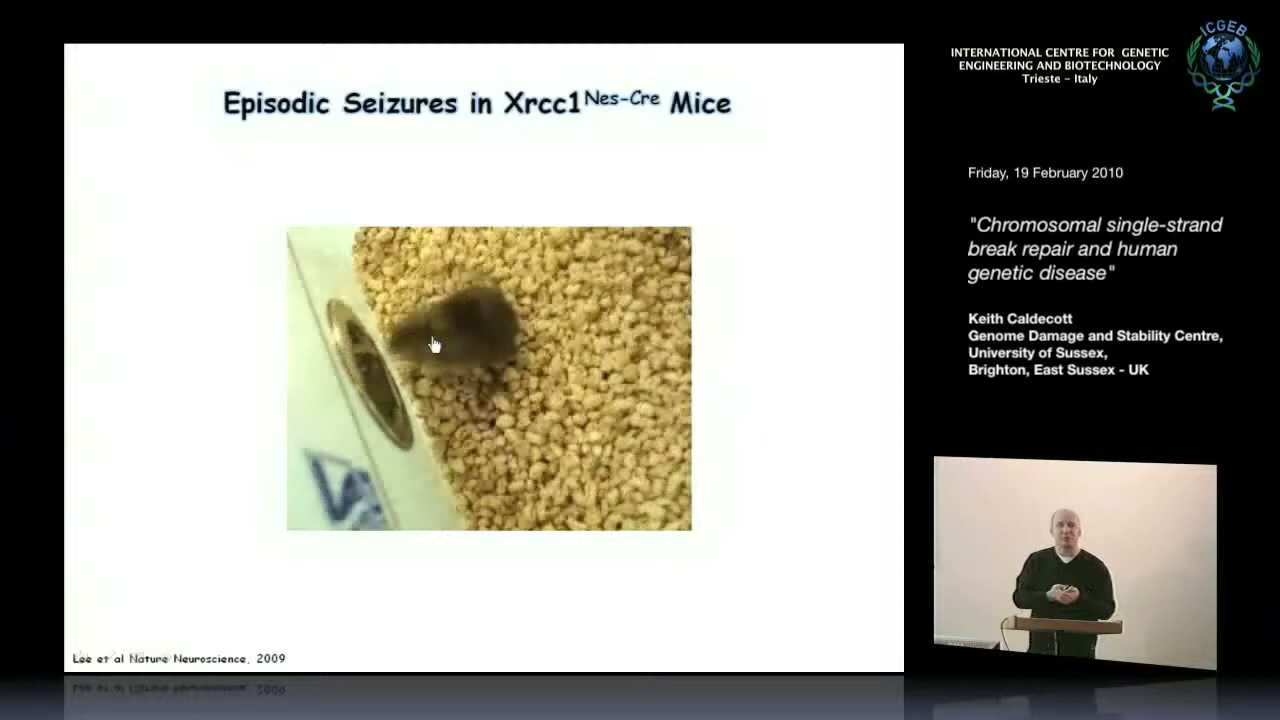 Episodic Seizures in Xrcc1Nes-Cre Mice
Lee et al Nature Neuroscience, 2009
INTERNATIONAL CENTRE FOR GENETIC
ENGINEERING AND BIOTECHNOLOGY
Trieste - Italy
ICGEB
Friday, 19 February 2010
"Chromosomal single-strand
break repair and human
genetic disease"
Keith Caldecott
Genome Damage and Stability Centre,
University of Sussex,
Brighton, East Sussex - UK